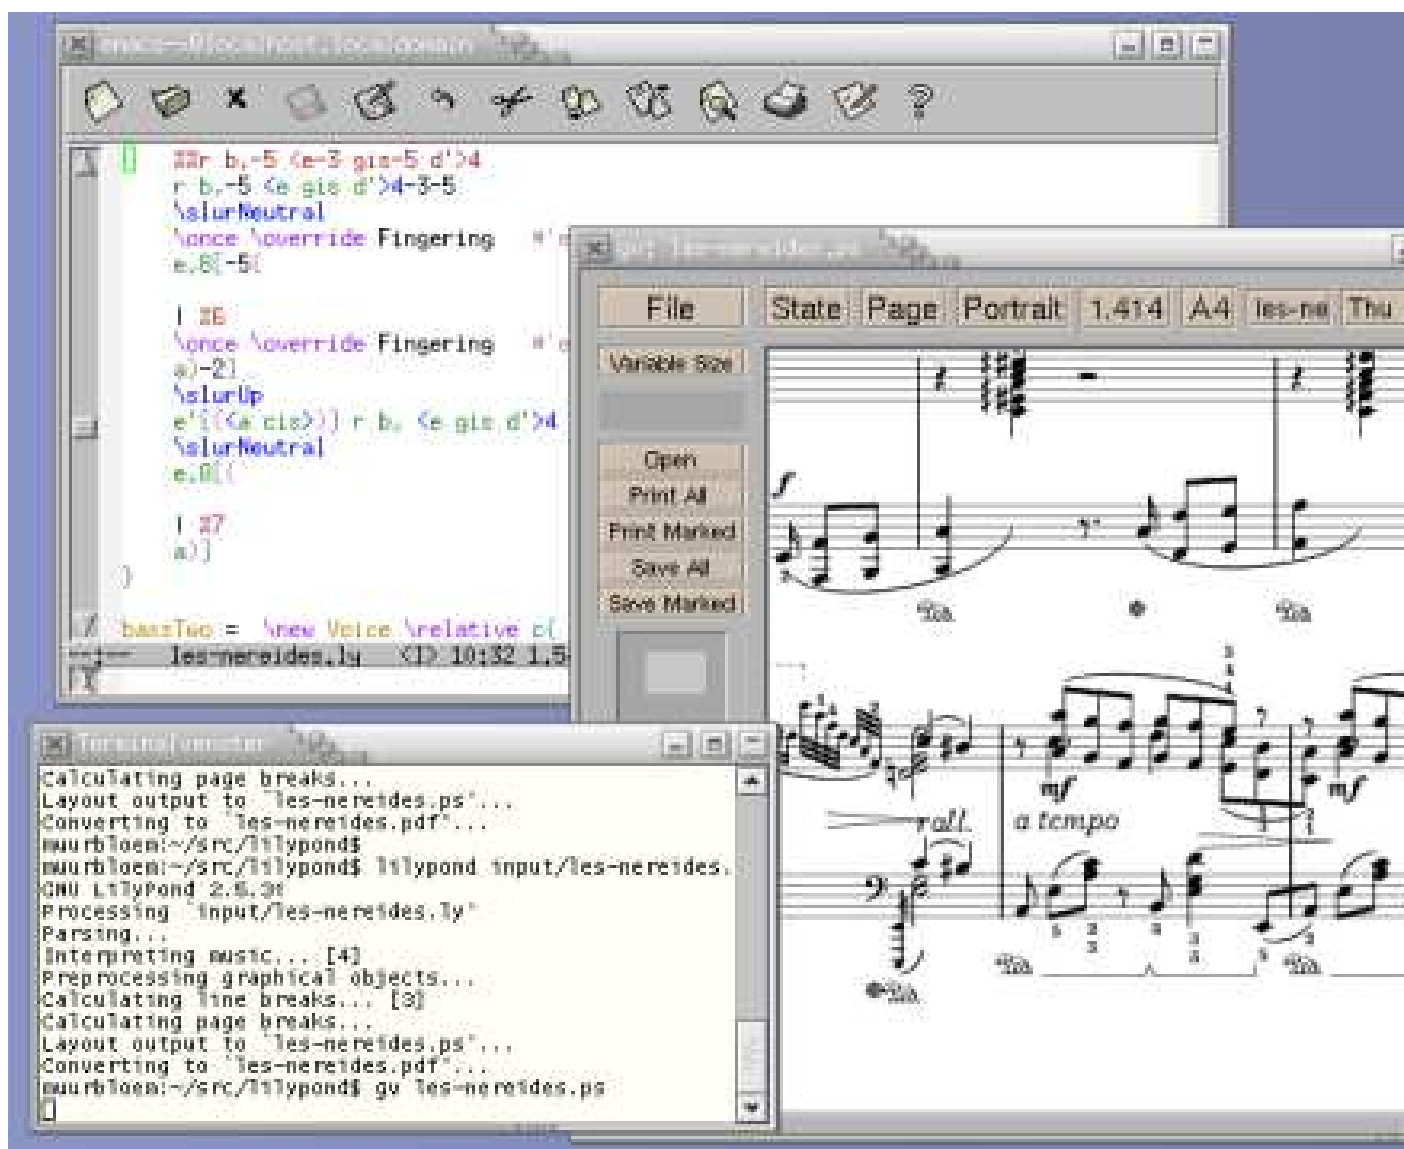 %%r b,-5 <e-3 gis-5 d'>4
r b,-5 <e gis d'>4-3-5
\slurNeutral
\once \override Fingering
e,8[-5(
| %6
\once \override Fingering
a)-2]
\slurUp
e'[(<a cis>)] r b, <e gis d'>4
\slurNeutral
e,8[(
| %7
a)]
}
bassTwo = \new Voice \relative c{
les-nereides.ly
10:32
File
State
Page
Portrait
1.414
A4
les-ne
Thu
Variable Size
Open
Print All
Print Marked
Save All
Save Marked
f
mf
mf
rall.
a tempo
Calculating page breaks...
Layout output to `les-nereides.ps'...
Converting to `les-nereides.pdf'...
muurbloem:~/src/lilypond$
muurbloem:~/src/lilypond$ lilypond input/les-nereides.
GNU LilyPond
Processing `input/les-nereides.ly'
Parsing...
Interpreting music... [4]
Preprocessing graphical objects...
Calculating line breaks... [3]
Calculating page breaks...
Layout output to `les-nereides.ps'...
Converting to `les-nereides.pdf'...
muurbloem:~/src/lilypond$ gv les-nereides.ps